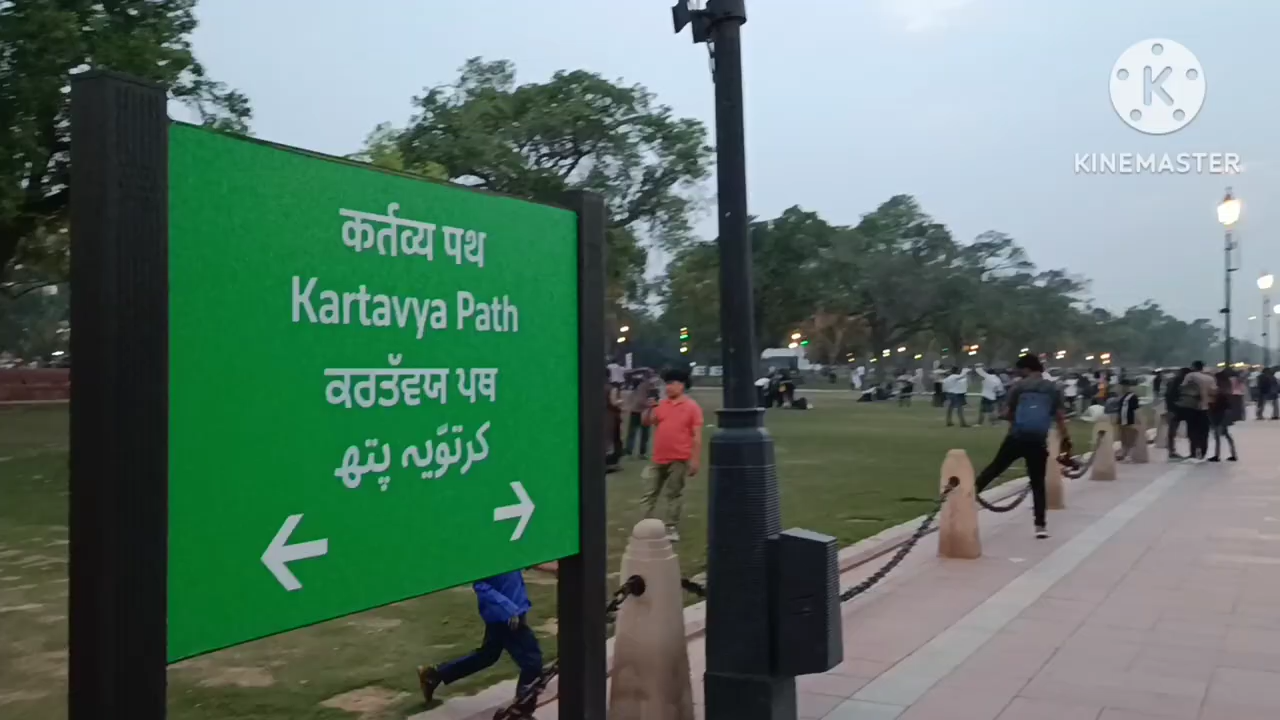 कर्तव्य पथ
Kartavya Path
ਕਰਤੱਵਯ ਪਥ
کرتوّیہ پتھ
K
KINEMASTER